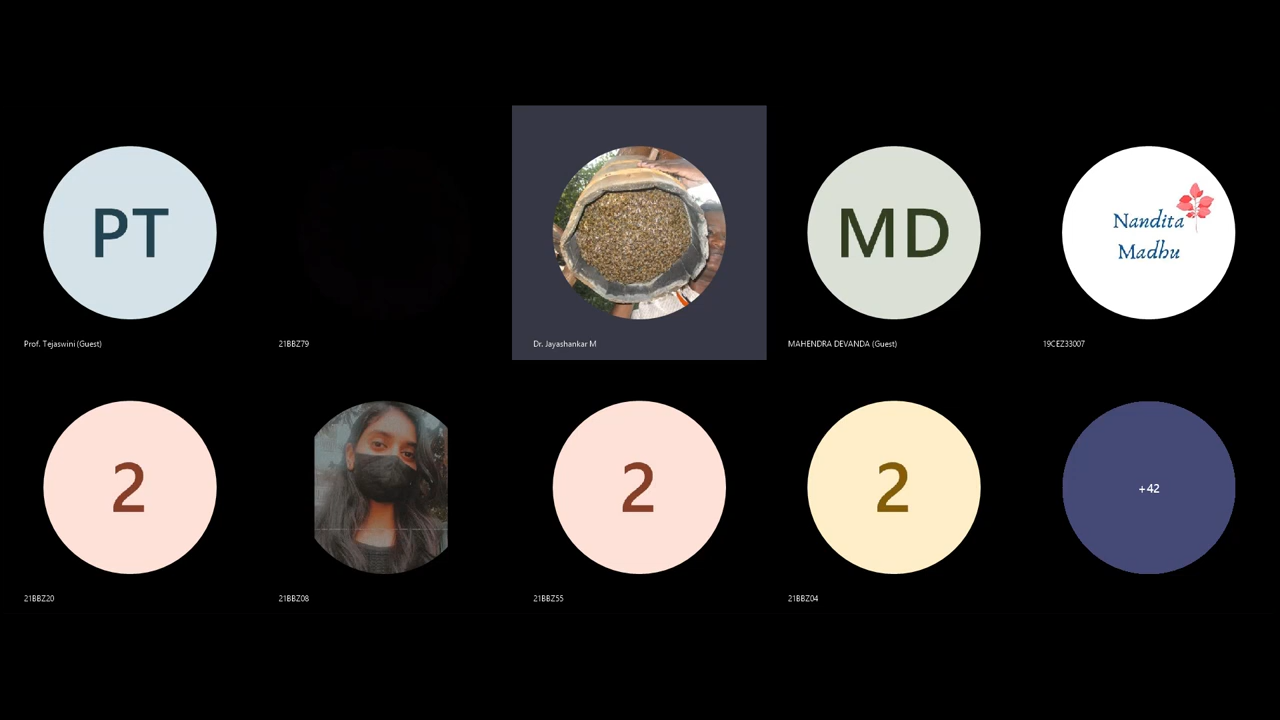 PT
MD
Nandita
Madhu
Prof. Tejaswini (Guest)
21BBZ79
Dr. Jayashankar M
MAHENDRA DEVANDA (Guest)
19CEZ33007
2
2
2
+42
21BBZ20
21BBZ08
21BBZ55
21BBZ04